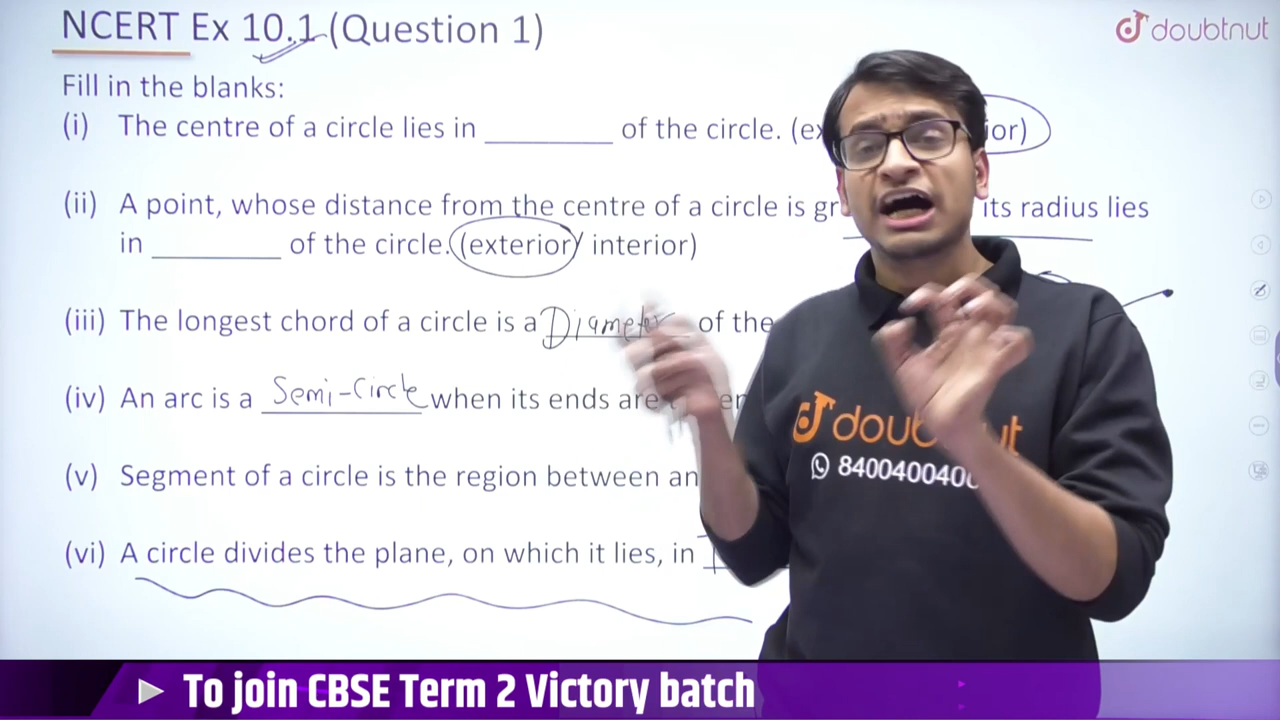 NCERT Ex 10.1 (Question 1)
doubtnut
Fill in the blanks:
(i) The centre of a circle lies in ________ of the circle. (ex ior)
(ii) A point, whose distance from the centre of a circle is gr its radius lies
in ________ of the circle. (exterior/ interior)
(iii) The longest chord of a circle is a Diameter of the
(iv) An arc is a Semi-Circle when its ends are
(v) Segment of a circle is the region between an
(vi) A circle divides the plane, on which it lies, in
doubtnut
840040040
To join CBSE Term 2 Victory batch